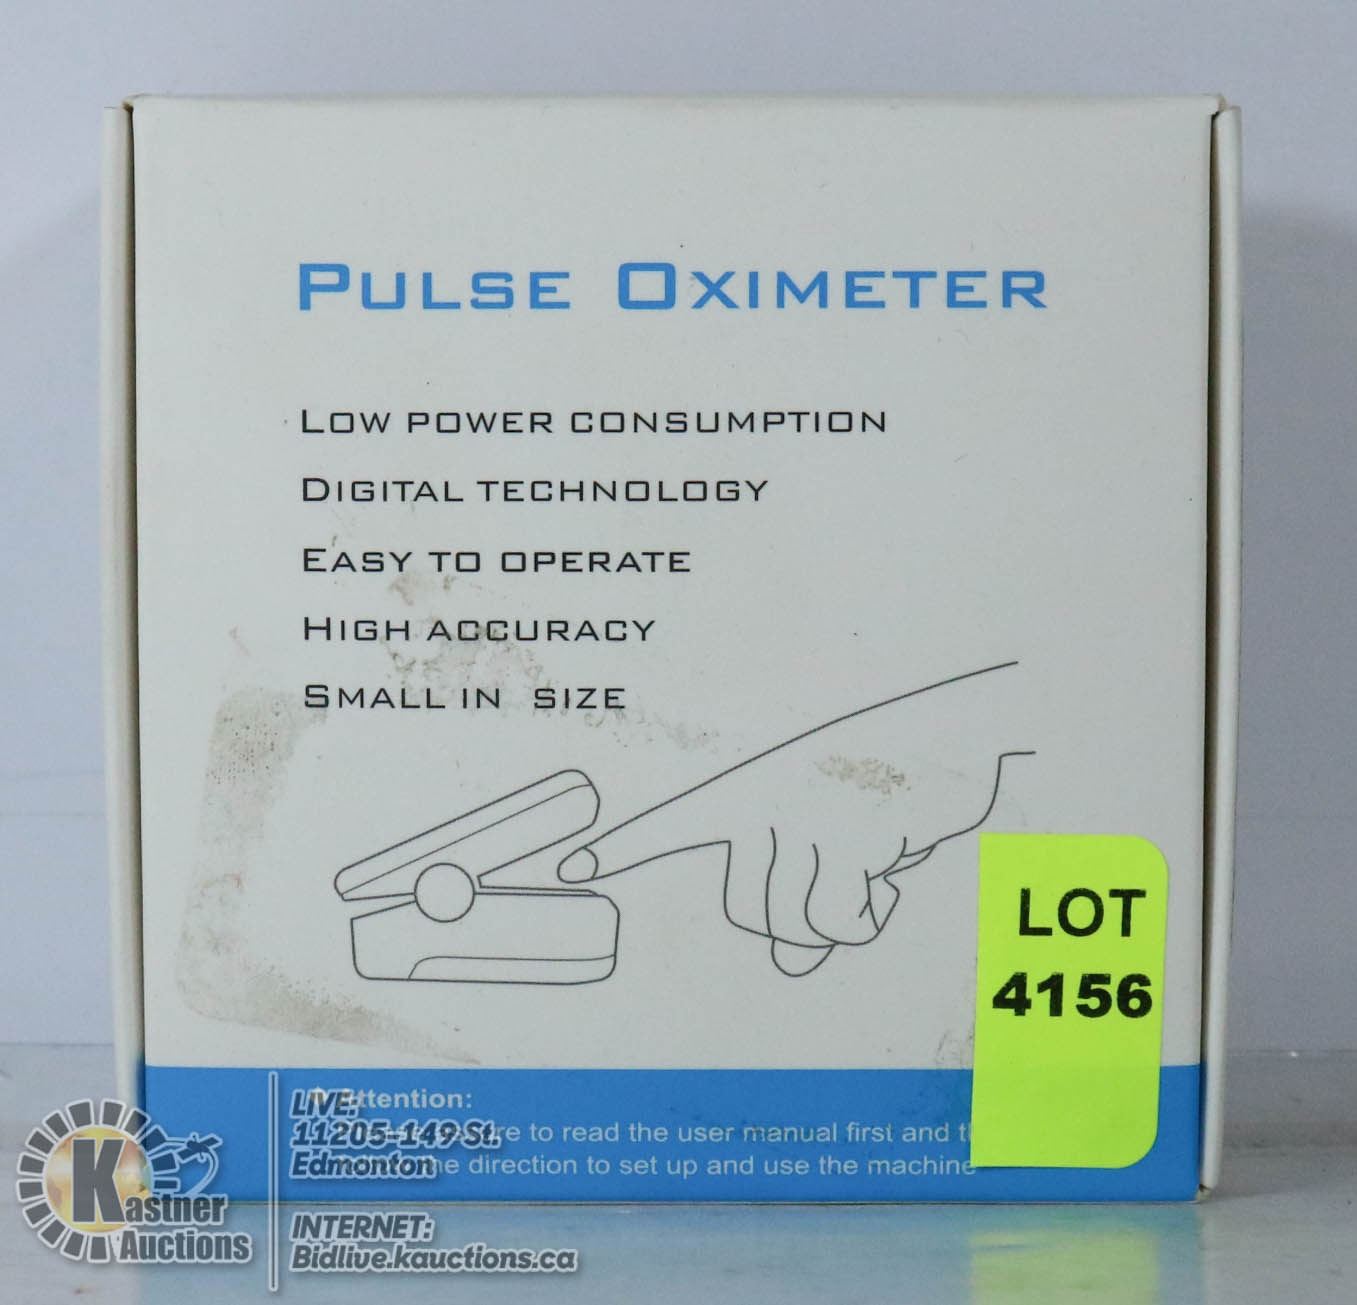 PULSE OXIMETER
LOW POWER CONSUMPTION
DIGITAL TECHNOLOGY
EASY TO OPERATE
HIGH ACCURACY
SMALL IN SIZE
LOT
4156
Attention:
to read the user manual first and
the direction to set up and use the machine
Kastner
Auctions
LIVE:
11205-149 St.
Edmonton
INTERNET:
Bidlive.kauctions.ca